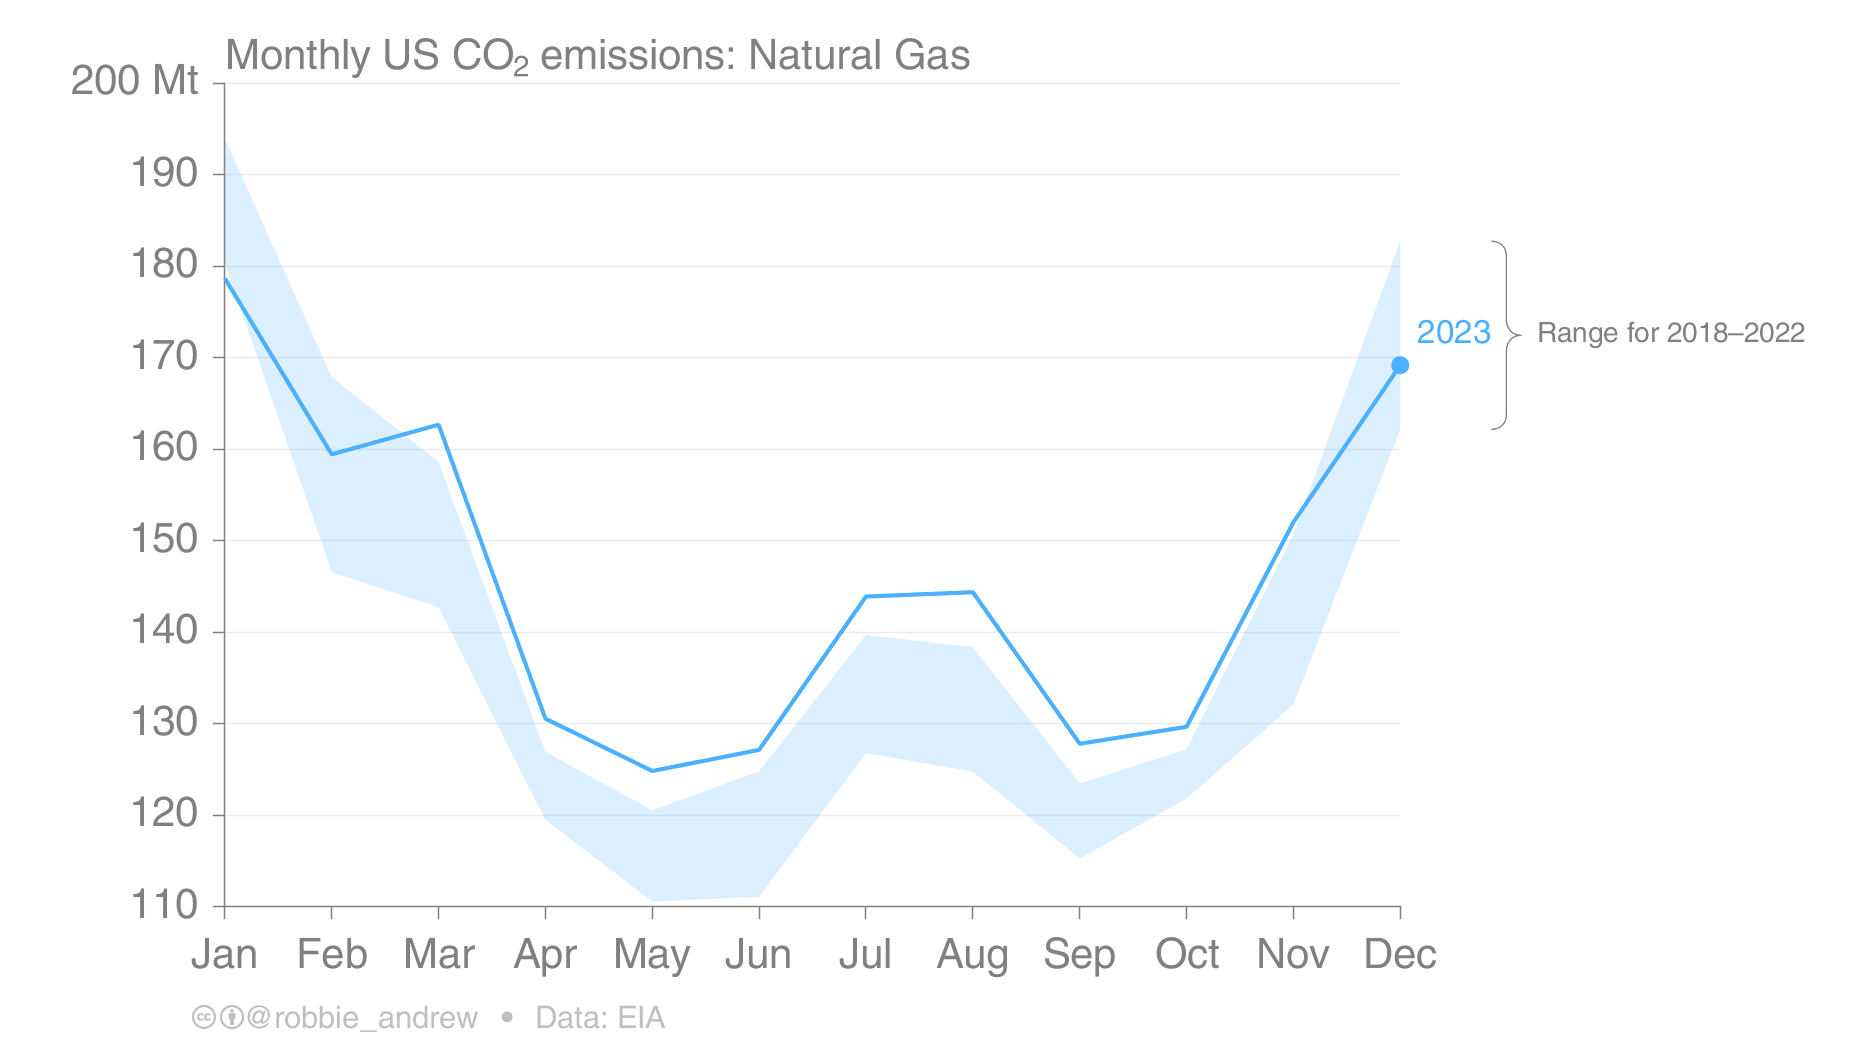 Monthly US CO₂ emissions: Natural Gas
200 Mt
190
180
170
160
150
140
130
120
110
2023
Range for 2018–2022
Jan Feb Mar Apr May Jun Jul Aug Sep Oct Nov Dec
cc @robbie_andrew • Data: EIA